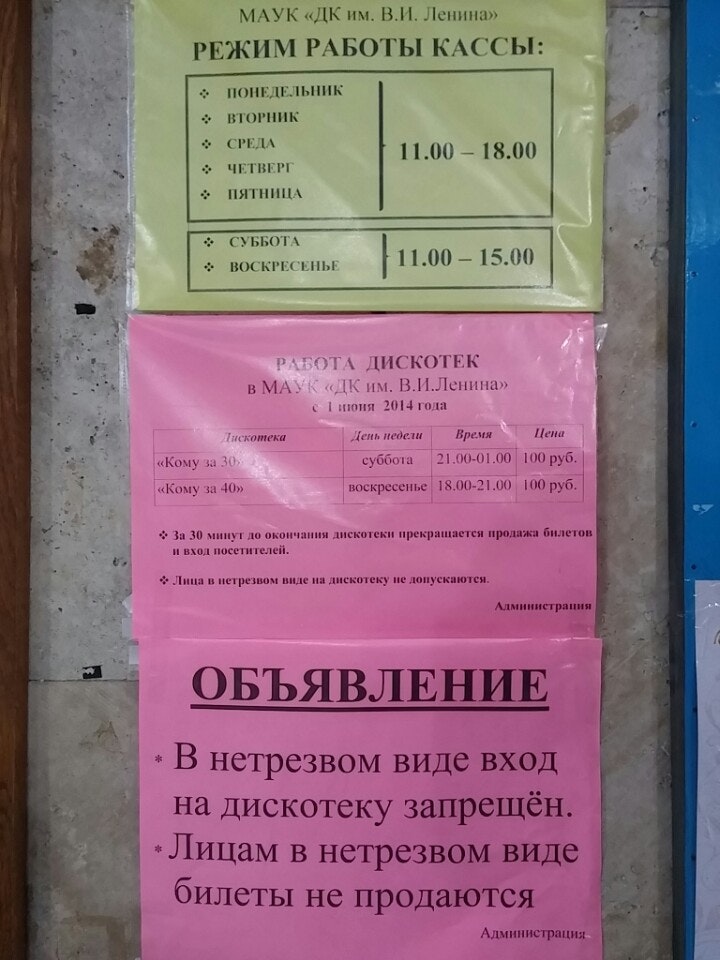 МАУК «ДК им. В.И. Ленина»
РЕЖИМ РАБОТЫ КАССЫ:
❖ ПОНЕДЕЛЬНИК
❖ ВТОРНИК
❖ СРЕДА
❖ ЧЕТВЕРГ
❖ ПЯТНИЦА
11.00 – 18.00
❖ СУББОТА
❖ ВОСКРЕСЕНЬЕ
11.00 – 15.00
РАБОТА ДИСКОТЕК
в МАУК «ДК им. В.И.Ленина»
с 1 июня 2014 года
Дискотека День недели Время Цена
«Кому за 30» суббота 21.00-01.00 100 руб.
«Кому за 40» воскресенье 18.00-21.00 100 руб.
❖ За 30 минут до окончания дискотеки прекращается продажа билетов
и вход посетителей.
❖ Лица в нетрезвом виде на дискотеку не допускаются.
Администрация
ОБЪЯВЛЕНИЕ
* В нетрезвом виде вход
на дискотеку запрещён.
* Лицам в нетрезвом виде
билеты не продаются
Администрация